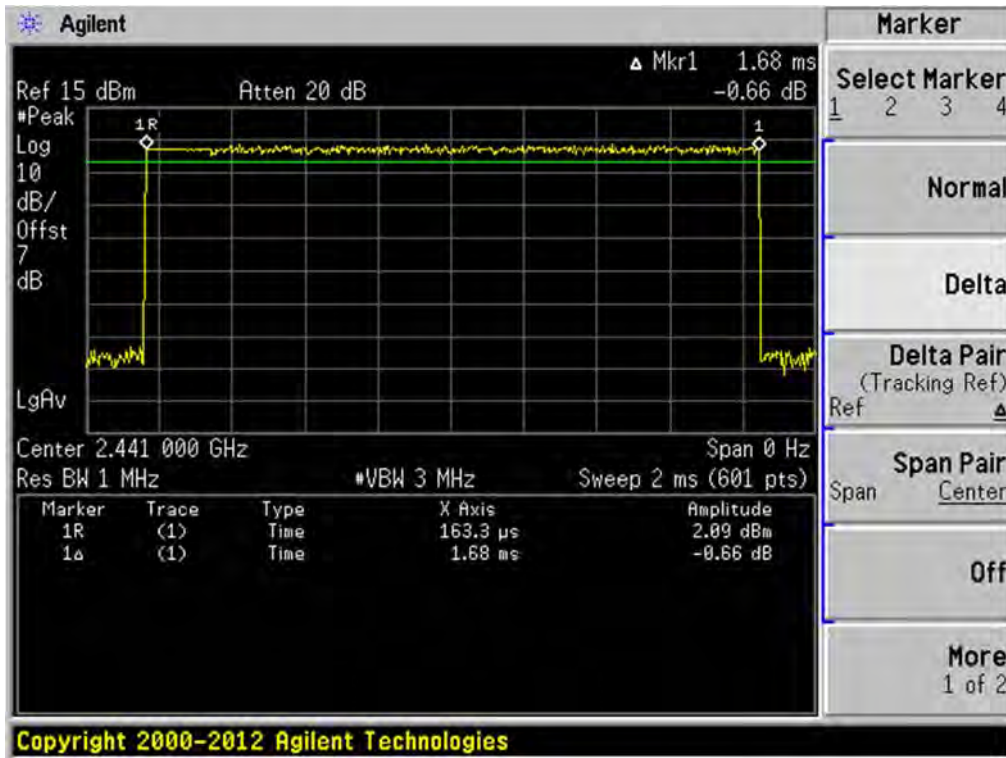 Agilent
Marker
Δ Mkr1 1.68 ms
Ref 15 dBm Atten 20 dB -0.66 dB
#Peak
Log
10
dB/
Offst
7
dB
LgAv
1R
1
Center 2.441 000 GHz Span 0 Hz
Res BW 1 MHz #VBW 3 MHz Sweep 2 ms (601 pts)
Marker Trace Type X Axis Amplitude
1R (1) Time 163.3 µs 2.09 dBm
1Δ (1) Time 1.68 ms -0.66 dB
Select Marker
1 2 3 4
Normal
Delta
Delta Pair
(Tracking Ref)
Ref Δ
Span Pair
Span Center
Off
More
1 of 2
Copyright 2000-2012 Agilent Technologies